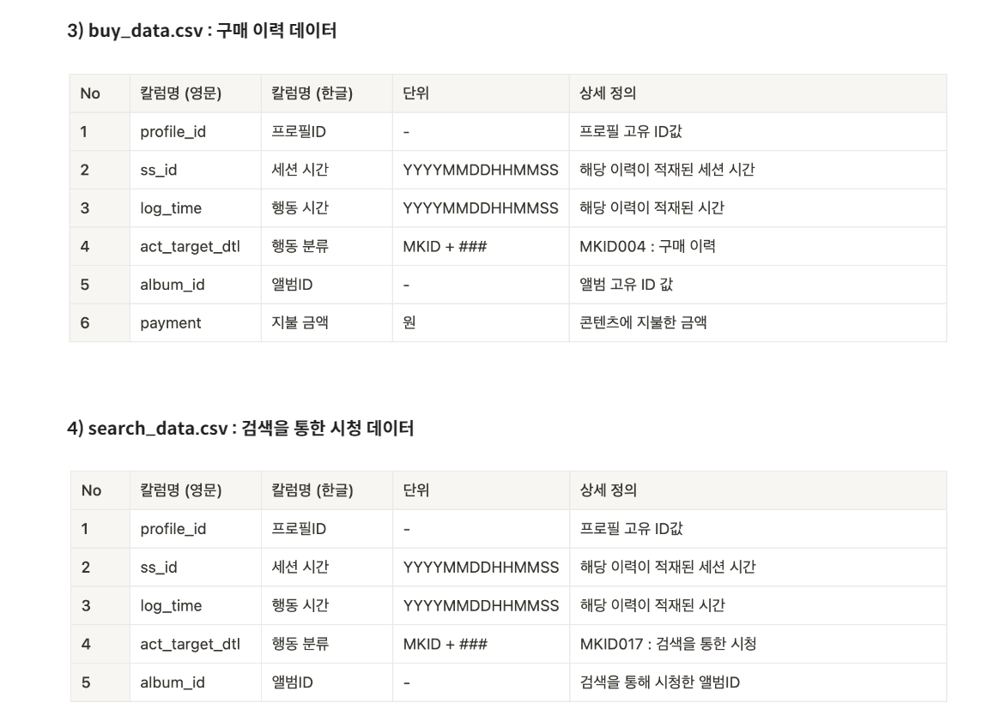 3) buy_data.csv : 구매 이력 데이터
No 칼럼명 (영문) 칼럼명 (한글) 단위 상세 정의
1 profile_id 프로필ID - 프로필 고유 ID값
2 ss_id 세션 시간 YYYYMMDDHHMMSS 해당 이력이 적재된 세션 시간
3 log_time 행동 시간 YYYYMMDDHHMMSS 해당 이력이 적재된 시간
4 act_target_dtl 행동 분류 MKID + ### MKID004 : 구매 이력
5 album_id 앨범ID - 앨범 고유 ID 값
6 payment 지불 금액 원 콘텐츠에 지불한 금액
4) search_data.csv : 검색을 통한 시청 데이터
No 칼럼명 (영문) 칼럼명 (한글) 단위 상세 정의
1 profile_id 프로필ID - 프로필 고유 ID값
2 ss_id 세션 시간 YYYYMMDDHHMMSS 해당 이력이 적재된 세션 시간
3 log_time 행동 시간 YYYYMMDDHHMMSS 해당 이력이 적재된 시간
4 act_target_dtl 행동 분류 MKID + ### MKID017 : 검색을 통한 시청
5 album_id 앨범ID - 검색을 통해 시청한 앨범ID